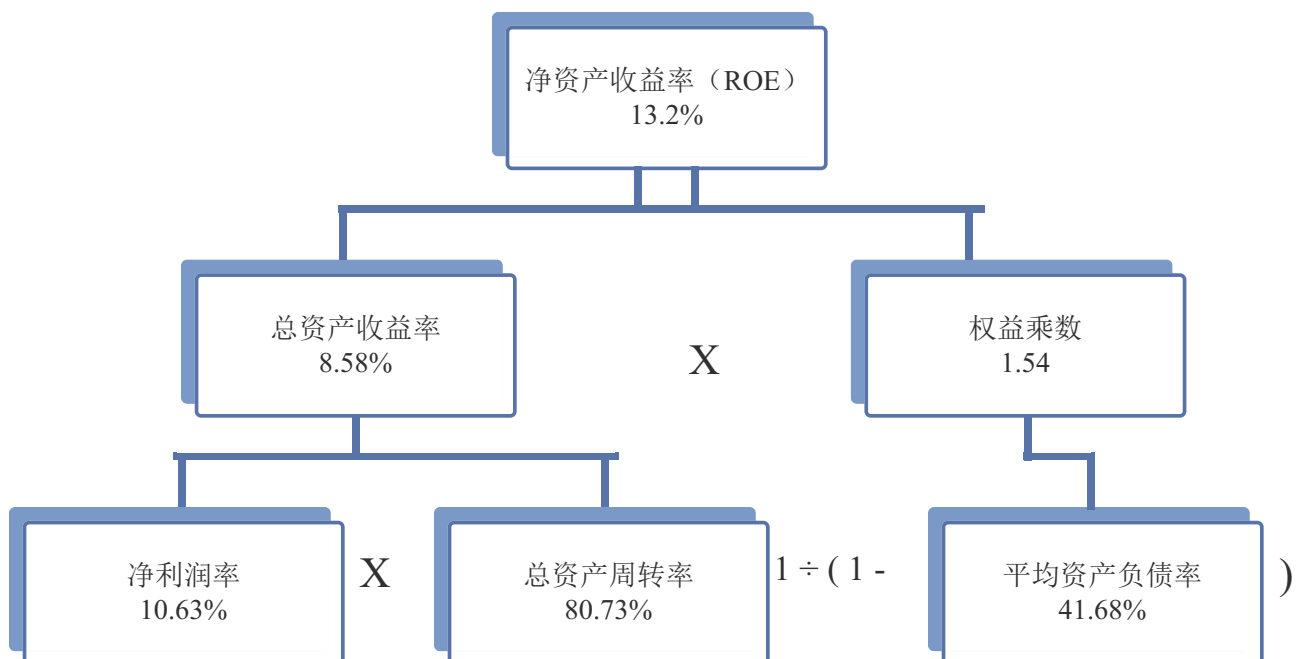 净资产收益率（ROE）
13.2%
总资产收益率
8.58%
X
权益乘数
1.54
净利润率
10.63%
X
总资产周转率
80.73%
1 ÷ ( 1 -
平均资产负债率
41.68%
)